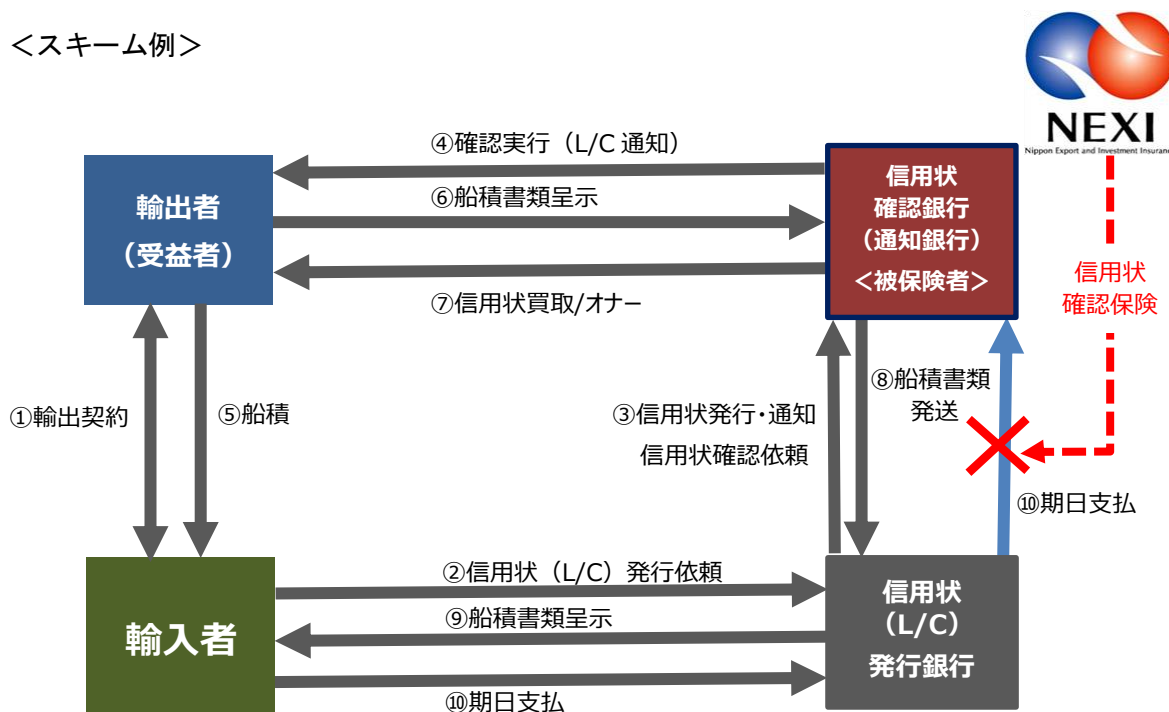 ＜スキーム例＞
NEXI
Nippon Export and Investment Insuranc
④確認実行（L/C 通知）
輸出者
（受益者）
⑥船積書類呈示
⑦信用状買取/オナー
信用状
確認銀行
（通知銀行）
＜被保険者＞
信用状
確認保険
①輸出契約
⑤船積
③信用状発行・通知
信用状確認依頼
⑧船積書類
発送
⑩期日支払
②信用状（L/C）発行依頼
⑨船積書類呈示
⑩期日支払
輸入者
信用状
（L/C）
発行銀行